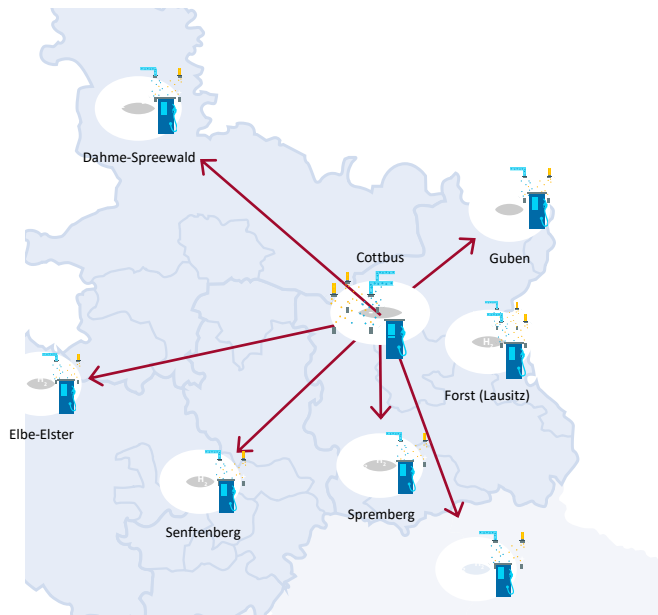 Dahme-Spreewald
Cottbus
Guben
Forst (Lausitz)
Elbe-Elster
Spremberg
Senftenberg